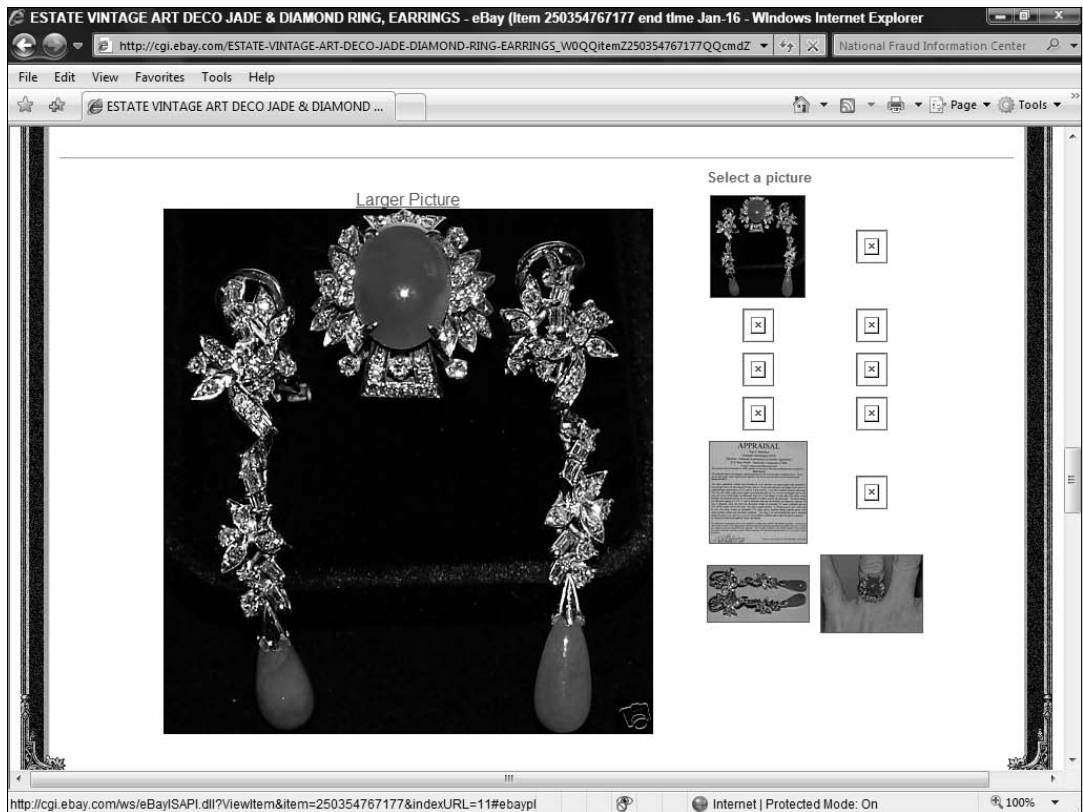 ESTATE VINTAGE ART DECO JADE & DIAMOND RING, EARRINGS - eBay (Item 250354767177 end time Jan-16 - Windows Internet Explorer
http://cgi.ebay.com/ESTATE-VINTAGE-ART-DECO-JADE-DIAMOND-RING-EARRINGS_W0QQitemZ250354767177QQcmdZ
National Fraud Information Center
File Edit View Favorites Tools Help
ESTATE VINTAGE ART DECO JADE & DIAMOND ...
Page Tools
Select a picture
Larger Picture
APPRAISAL
http://cgi.ebay.com/ws/eBayISAPI.dll?ViewItem&item=250354767177&indexURL=11#ebaypl
Internet | Protected Mode: On
100%